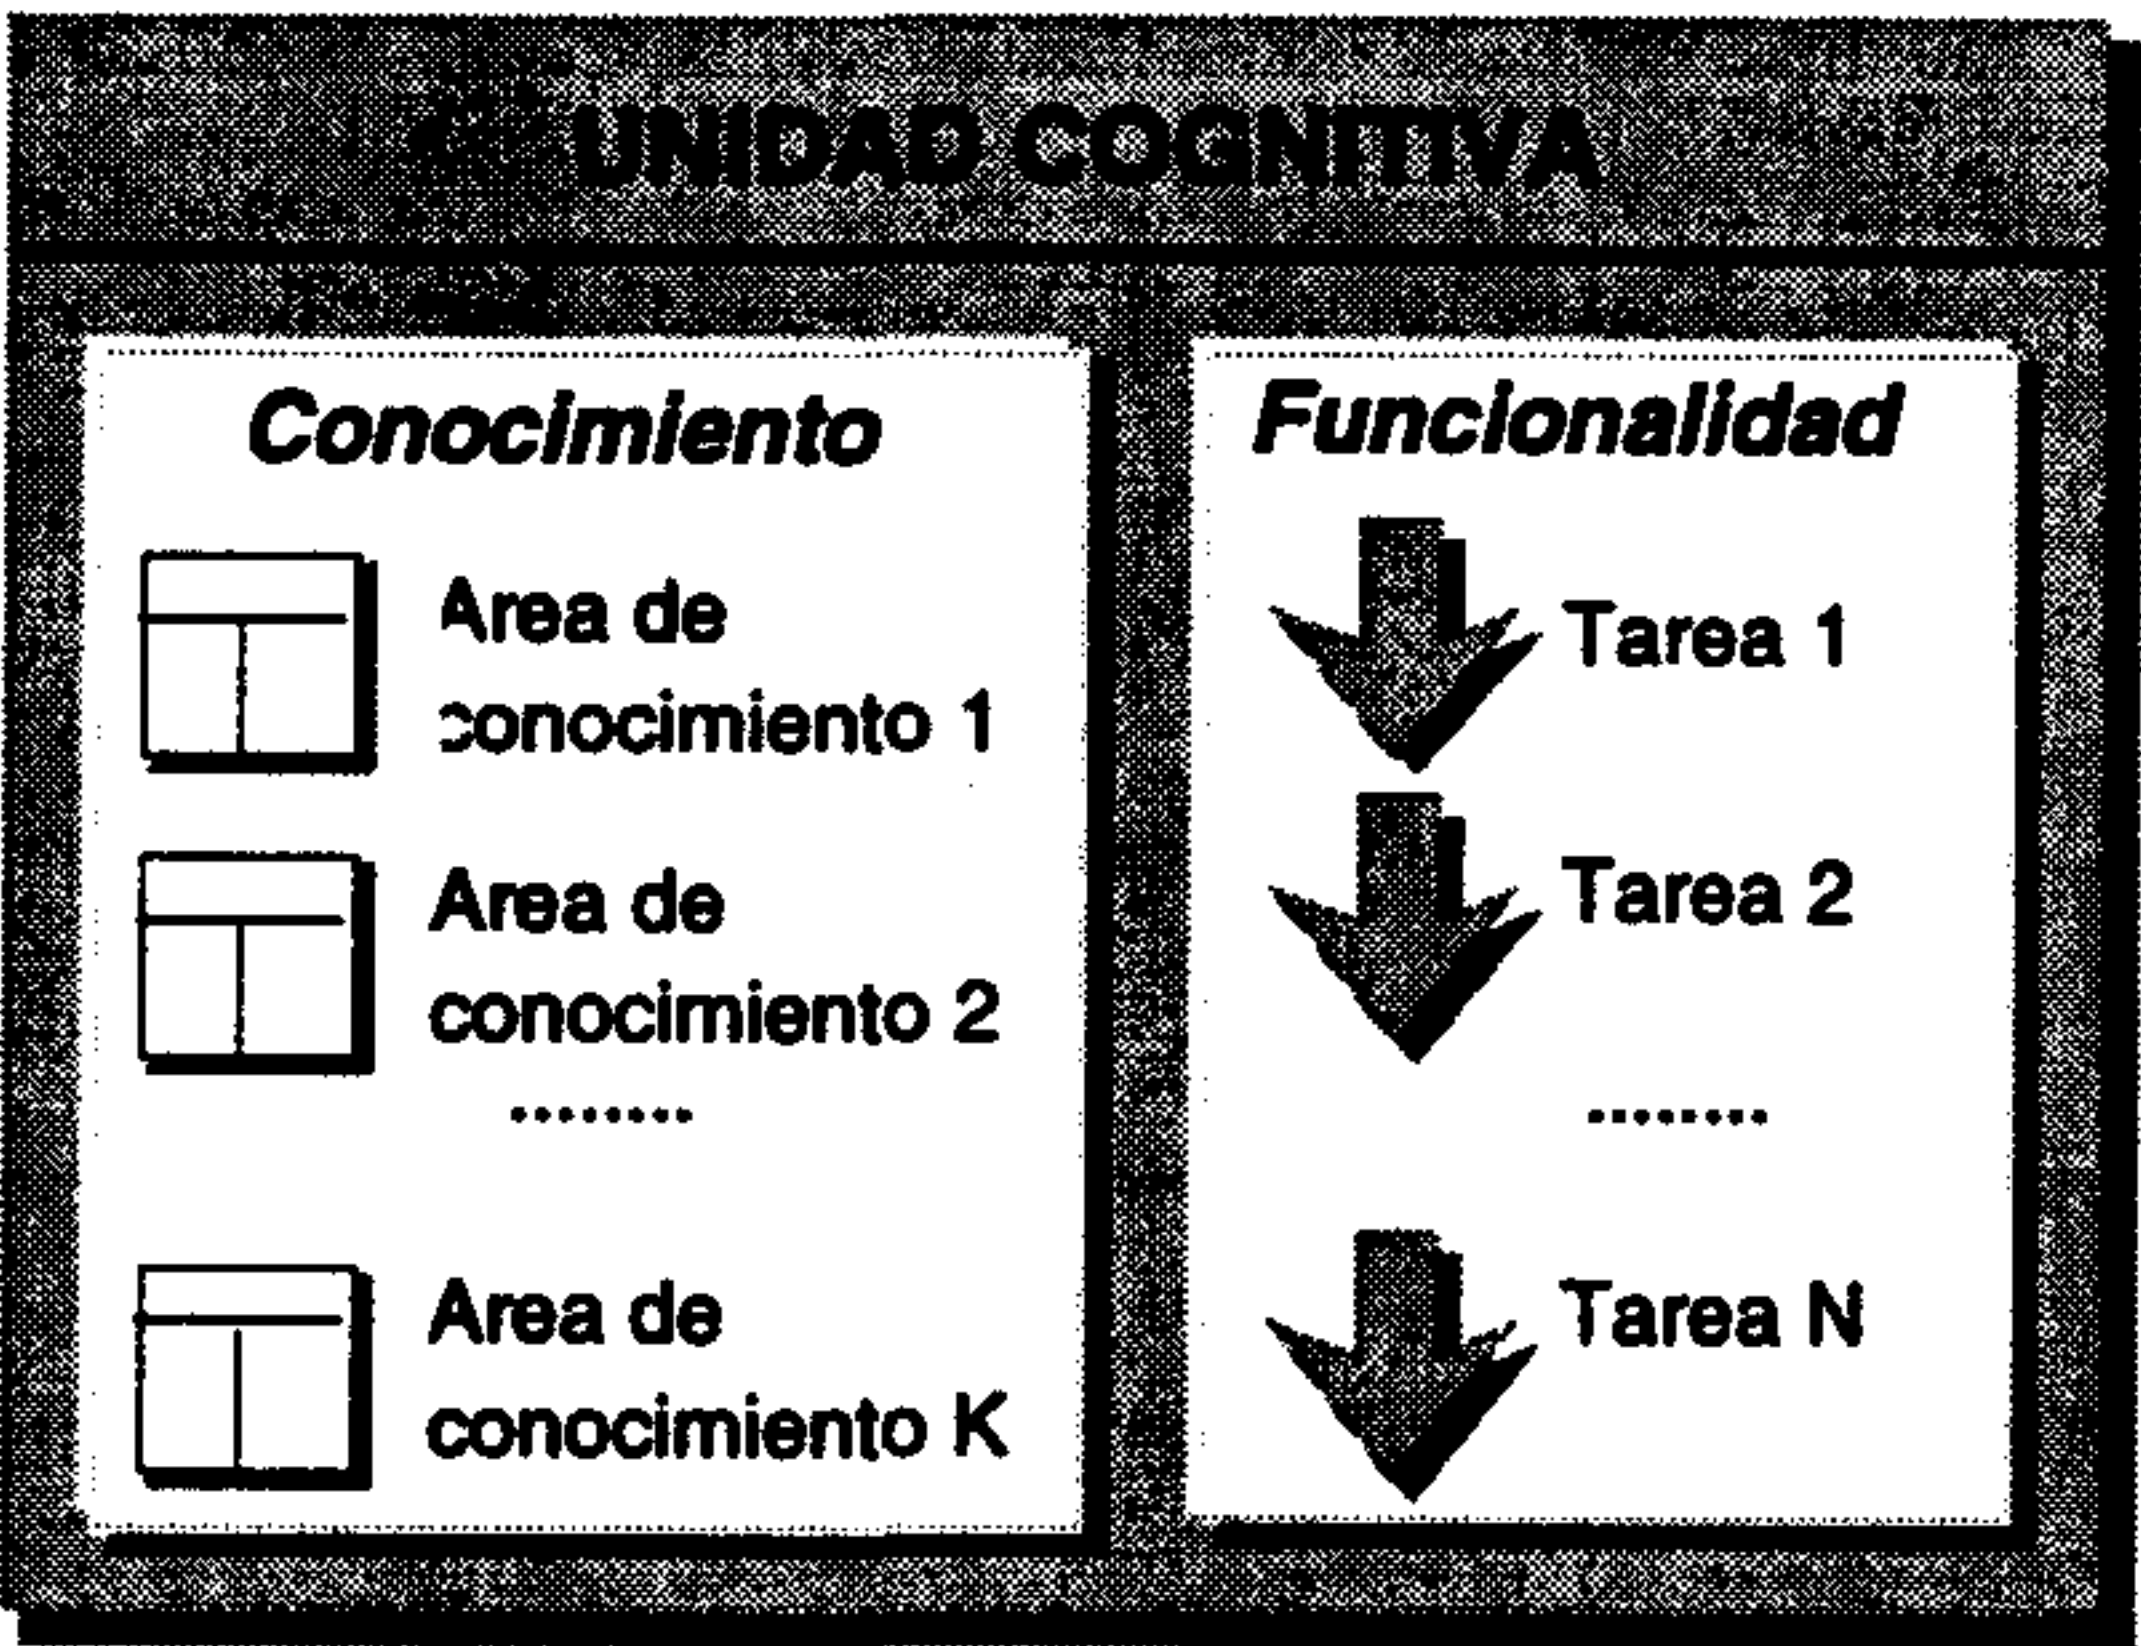 UNIDAD COGNITIVA
Conocimiento
Area de
conocimiento 1
Area de
conocimiento 2
........
Area de
conocimiento K
Funcionalidad
Tarea 1
Tarea 2
........
Tarea N